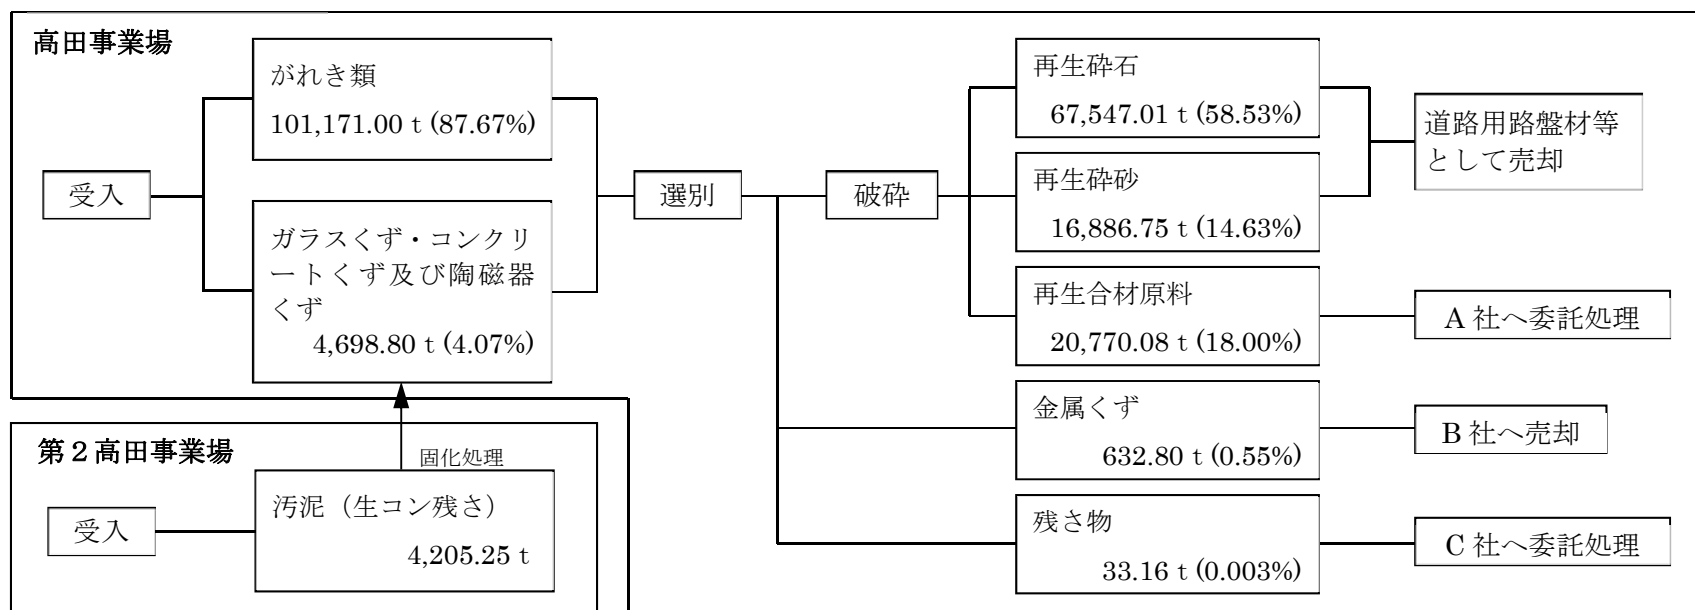 高田事業場
受入
がれき類
101,171.00 t (87.67%)
ガラスくず・コンクリ
ートくず及び陶磁器
くず
4,698.80 t (4.07%)
選別
破砕
再生砕石
67,547.01 t (58.53%)
再生砕砂
16,886.75 t (14.63%)
再生合材原料
20,770.08 t (18.00%)
金属くず
632.80 t (0.55%)
残さ物
33.16 t (0.003%)
道路用路盤材等
として売却
A 社へ委託処理
B 社へ売却
C 社へ委託処理
第２高田事業場
固化処理
受入
汚泥（生コン残さ）
4,205.25 t